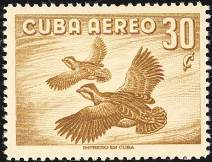 CUBA AEREO 30
¢
IMPRESO EN CUBA